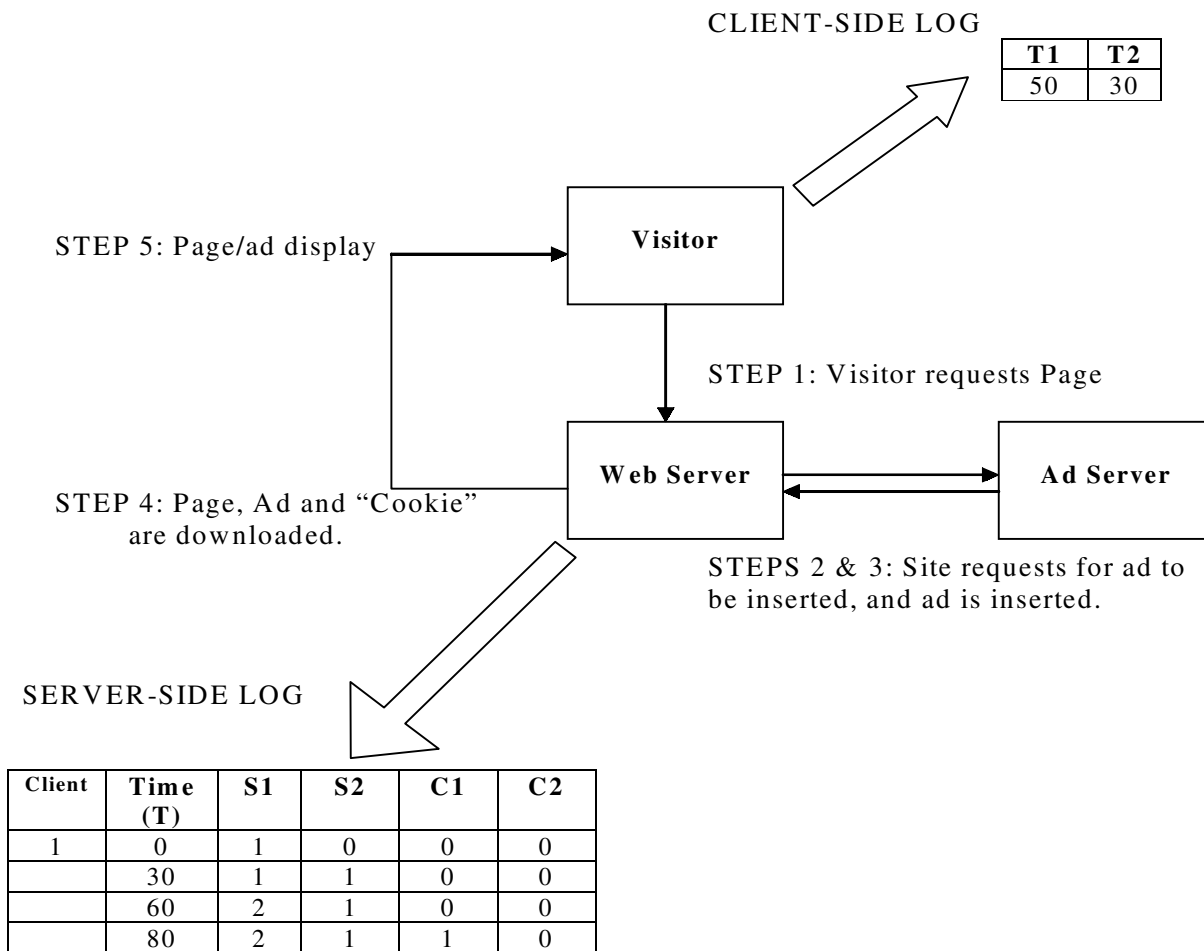 CLIENT-SIDE LOG
T1 T2
50 30
Visitor
STEP 5: Page/ad display
STEP 1: Visitor requests Page
Web Server
Ad Server
STEP 4: Page, Ad and “Cookie”
are downloaded.
STEPS 2 & 3: Site requests for ad to
be inserted, and ad is inserted.
SERVER-SIDE LOG
Client Time S1 S2 C1 C2
(T)
1 0 1 0 0 0
30 1 1 0 0
60 2 1 0 0
80 2 1 1 0